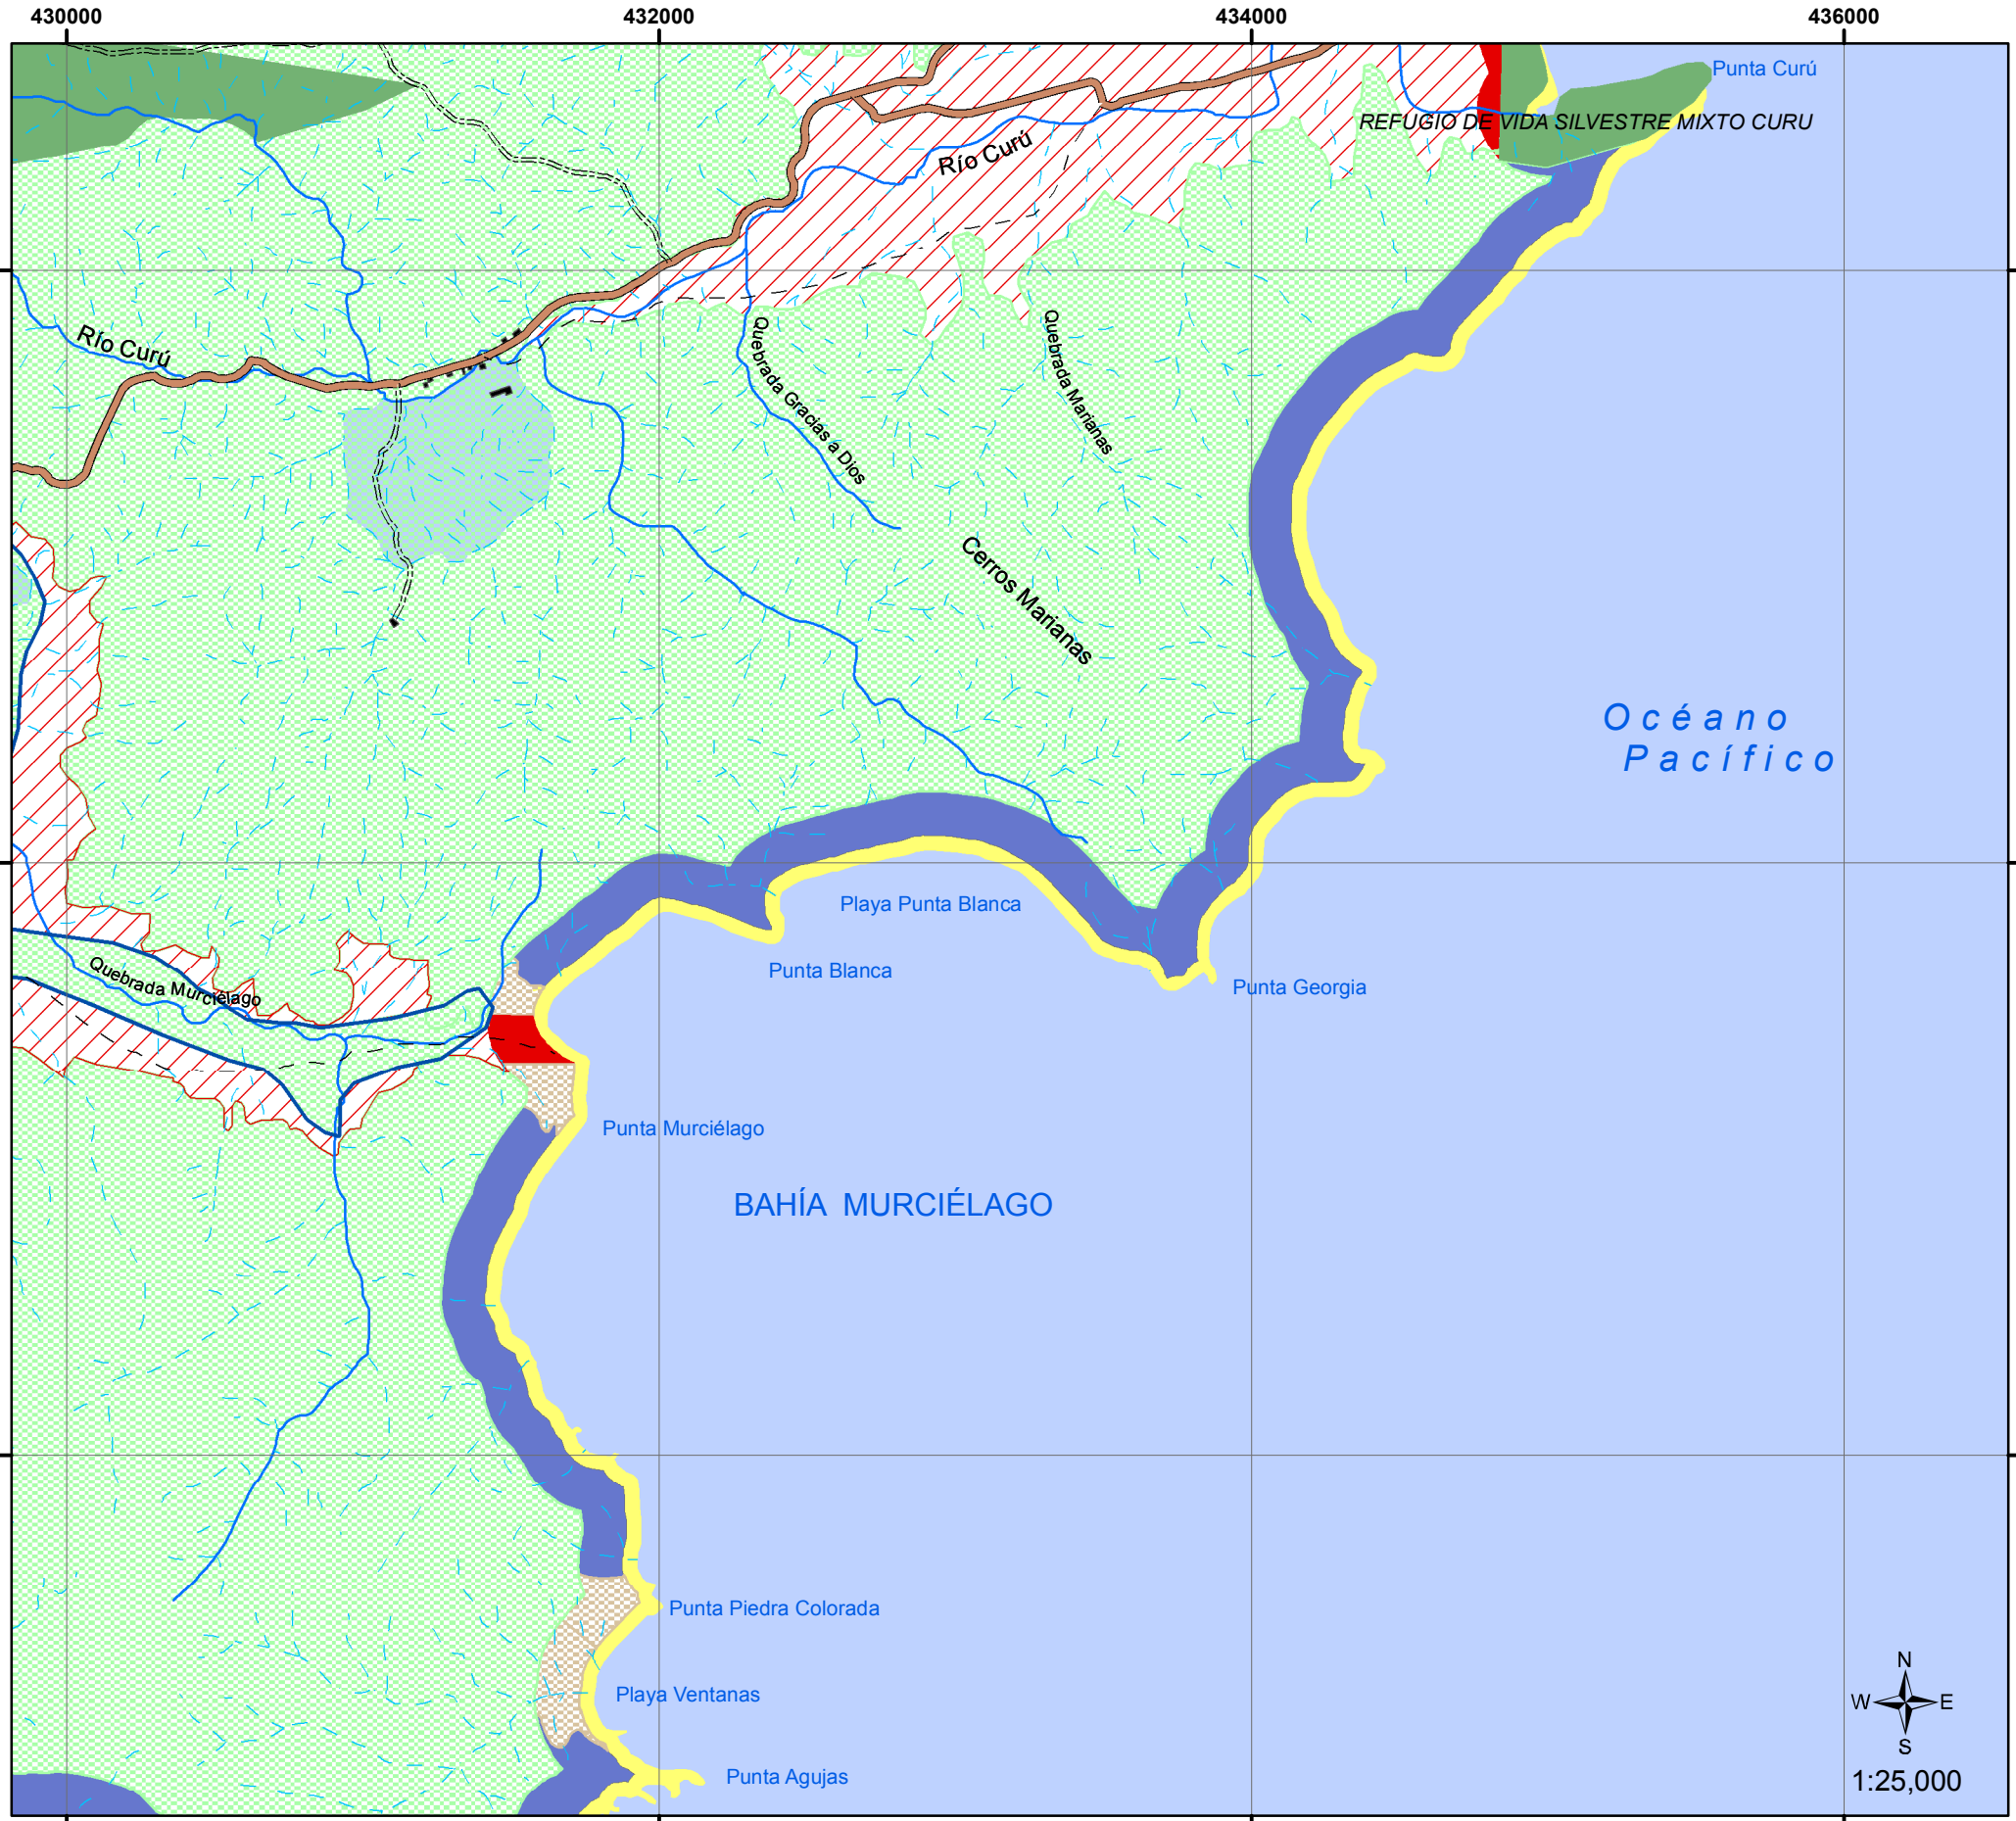 430000
432000
434000
436000
Punta Curú
REFUGIO DE VIDA SILVESTRE MIXTO CURU
Río Curú
Río Curú
Quebrada Gracias a Dios
Quebrada Marianas
Cerros Marianas
Océano
Pacífico
Playa Punta Blanca
Punta Blanca
Punta Georgia
Quebrada Murciélago
Punta Murciélago
BAHÍA MURCIÉLAGO
Punta Piedra Colorada
Playa Ventanas
Punta Agujas
N
W E
S
1:25,000